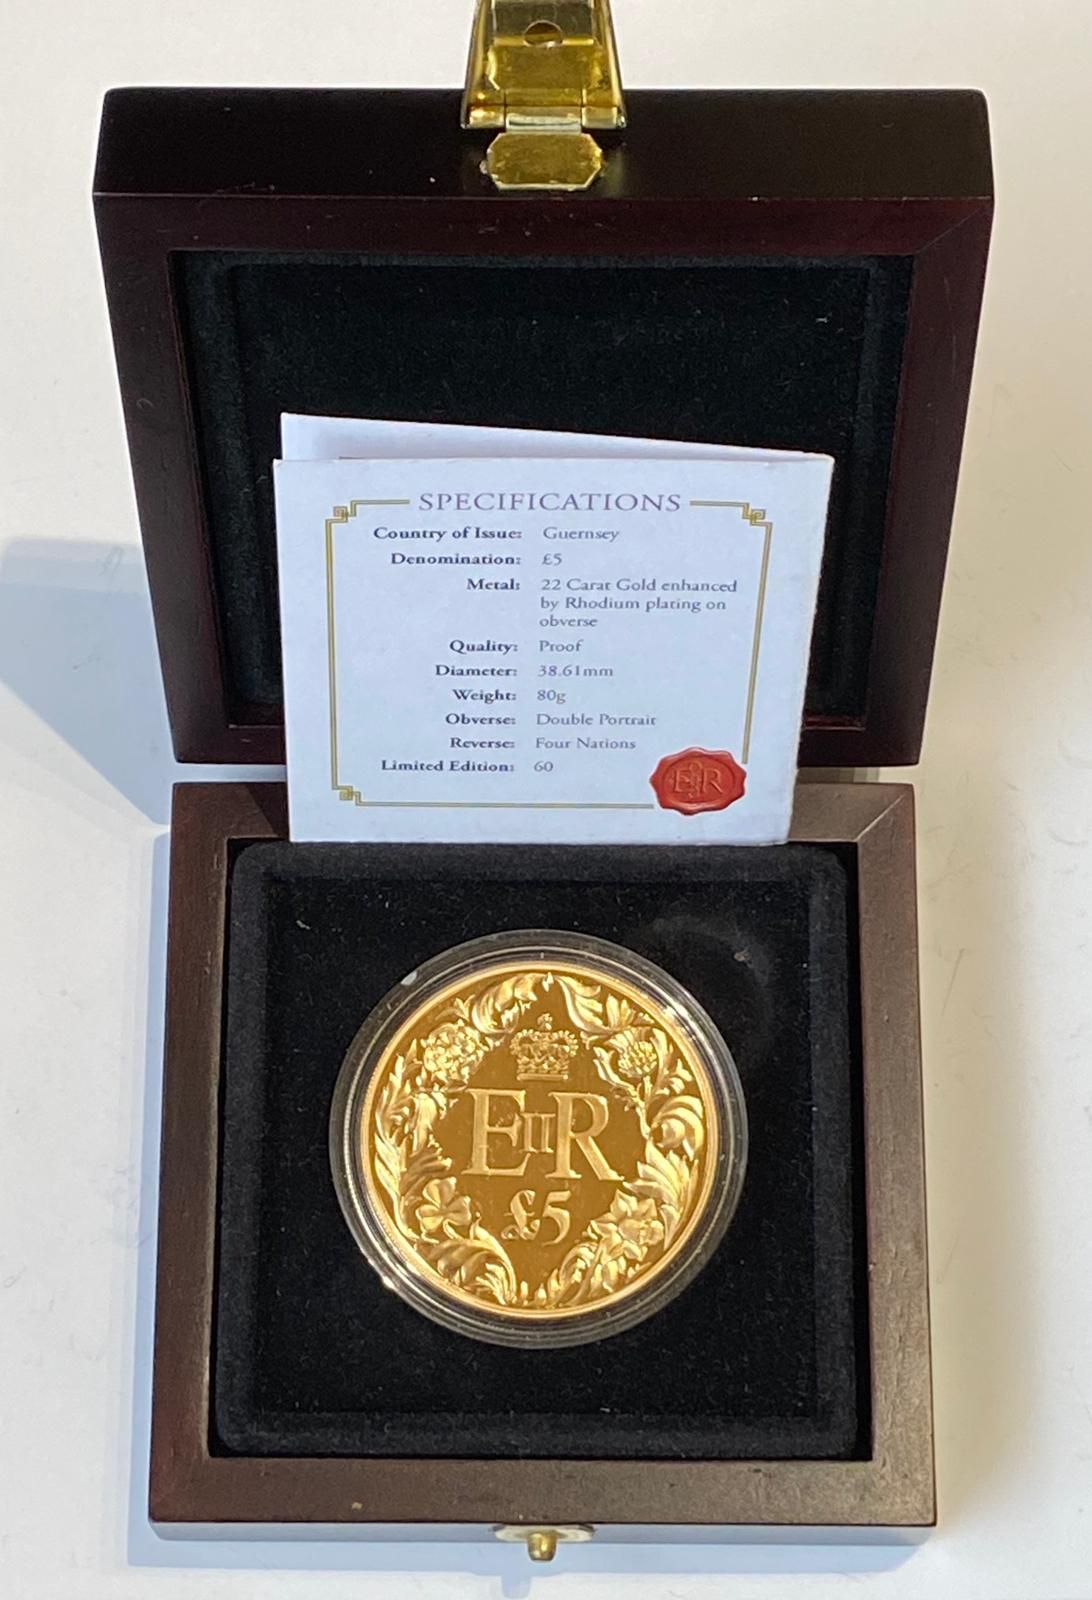 SPECIFICATIONS
Country of Issue: Guernsey
Denomination: £5
Metal: 22 Carat Gold enhanced
by Rhodium plating on
obverse
Quality: Proof
Diameter: 38.61mm
Weight: 80g
Obverse: Double Portrait
Reverse: Four Nations
Limited Edition: 60
EIIR
EIIR
£5